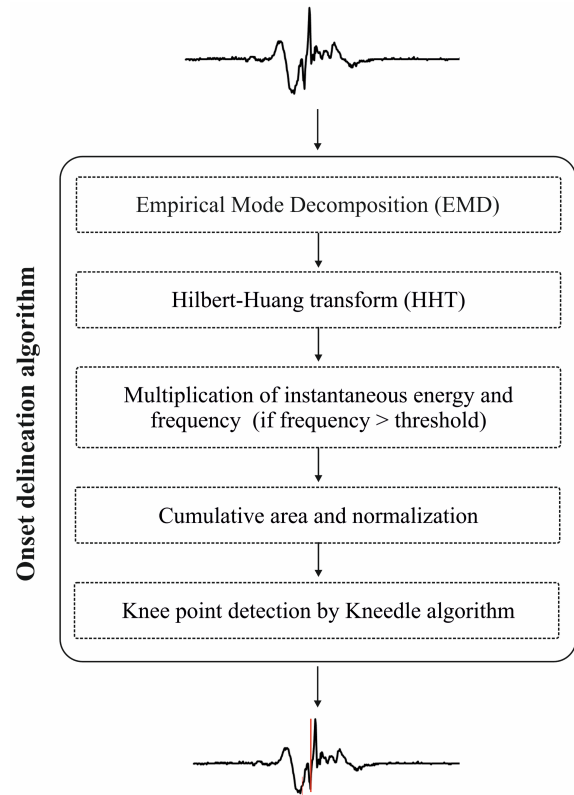 Onset delineation algorithm
Empirical Mode Decomposition (EMD)
Hilbert-Huang transform (HHT)
Multiplication of instantaneous energy and
frequency (if frequency > threshold)
Cumulative area and normalization
Knee point detection by Kneedle algorithm